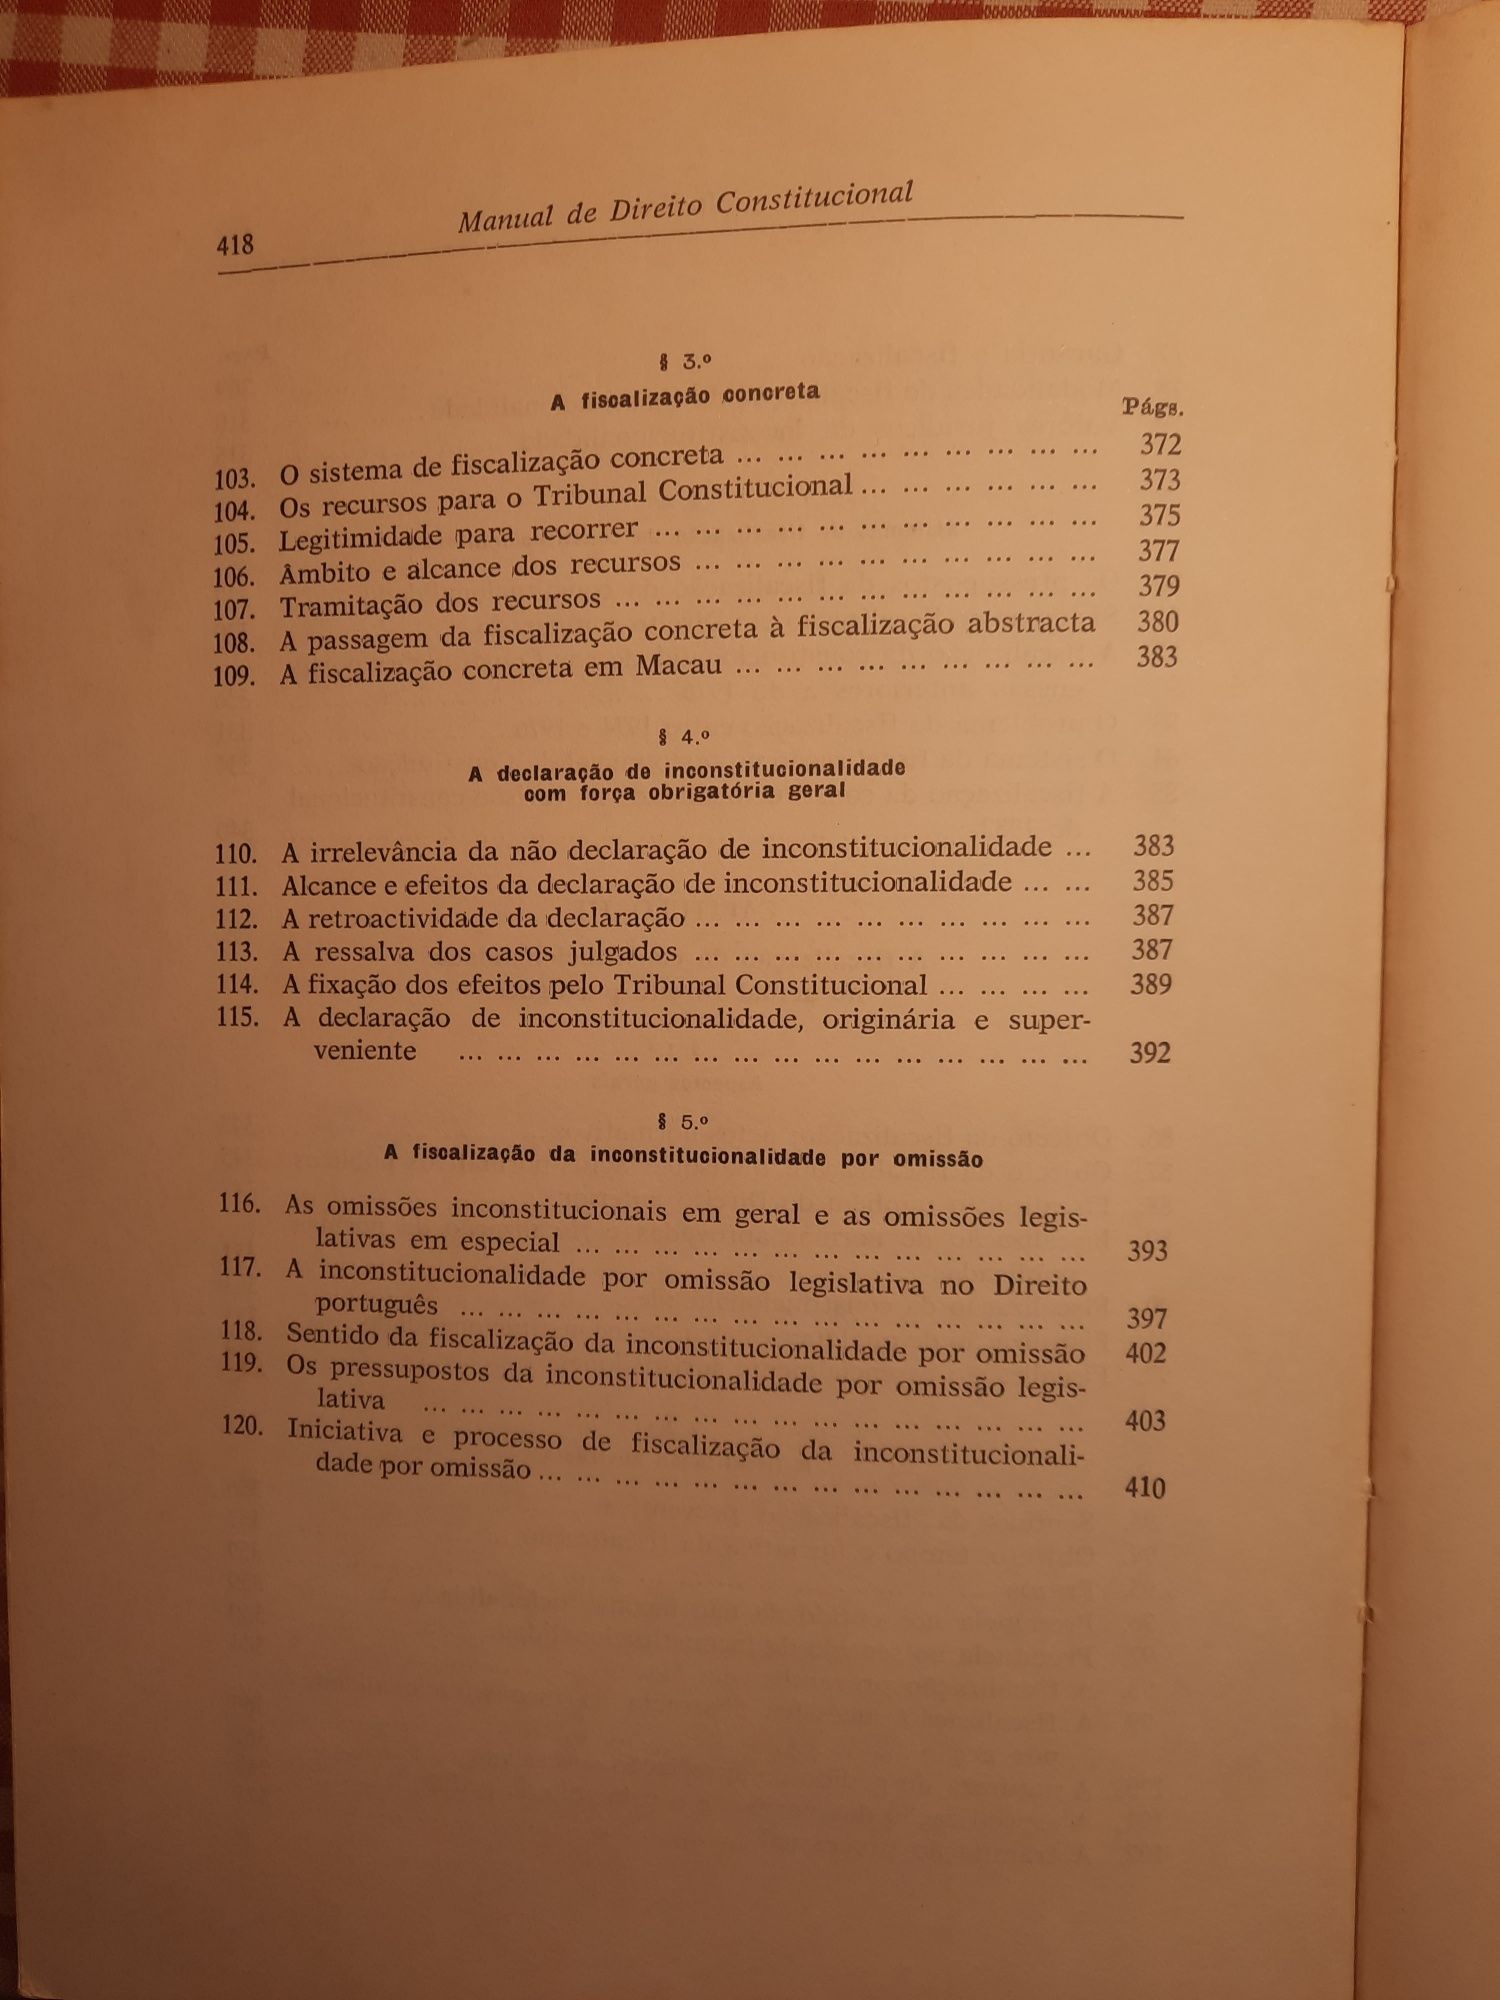 418
Manual de Direito Constitucional
§ 3.º
A fiscalização concreta
Págs.
103. O sistema de fiscalização concreta ... ... ... ... ... ... ... ... ... 372
104. Os recursos para o Tribunal Constitucional ... ... ... ... ... ... 373
105. Legitimidade para recorrer ... ... ... ... ... ... ... ... ... ... ... 375
106. Âmbito e alcance dos recursos ... ... ... ... ... ... ... ... ... ... 377
107. Tramitação dos recursos ... ... ... ... ... ... ... ... ... ... ... ... 379
108. A passagem da fiscalização concreta à fiscalização abstracta 380
109. A fiscalização concreta em Macau ... ... ... ... ... ... ... ... ... 383
§ 4.º
A declaração de inconstitucionalidade
com força obrigatória geral
110. A irrelevância da não declaração de inconstitucionalidade ... 383
111. Alcance e efeitos da declaração de inconstitucionalidade ... ... 385
112. A retroactividade da declaração ... ... ... ... ... ... ... ... ... ... 387
113. A ressalva dos casos julgados ... ... ... ... ... ... ... ... ... ... 387
114. A fixação dos efeitos pelo Tribunal Constitucional ... ... ... ... 389
115. A declaração de inconstitucionalidade, originária e super-
veniente ... ... ... ... ... ... ... ... ... ... ... ... ... ... ... ... 392
§ 5.º
A fiscalização da inconstitucionalidade por omissão
116. As omissões inconstitucionais em geral e as omissões legis-
lativas em especial ... ... ... ... ... ... ... ... ... ... ... ... ... 393
117. A inconstitucionalidade por omissão legislativa no Direito
português ... ... ... ... ... ... ... ... ... ... ... ... ... ... ... ... 397
118. Sentido da fiscalização da inconstitucionalidade por omissão 402
119. Os pressupostos da inconstitucionalidade por omissão legis-
lativa ... ... ... ... ... ... ... ... ... ... ... ... ... ... ... ... ... 403
120. Iniciativa e processo de fiscalização da inconstitucionali-
dade por omissão ... ... ... ... ... ... ... ... ... ... ... ... ... ... 410